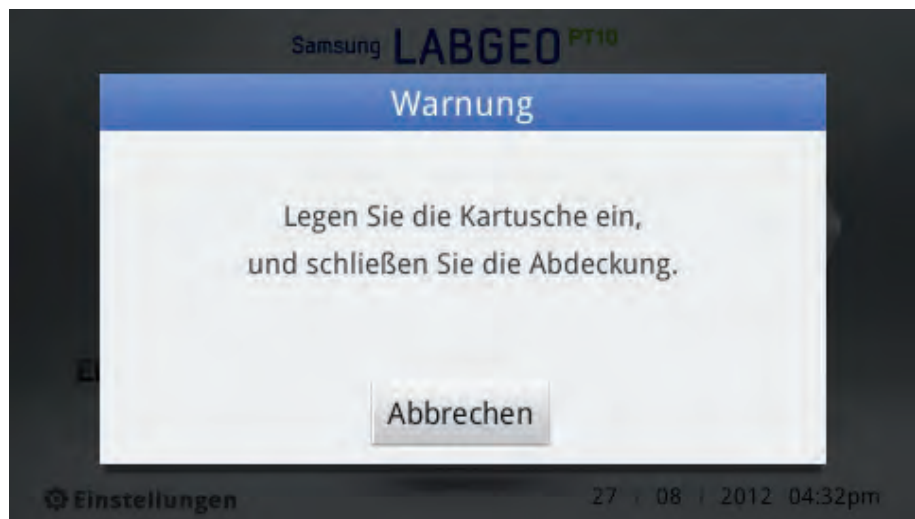 Samsung LABGEO PT10
Warnung
Legen Sie die Kartusche ein,
und schließen Sie die Abdeckung.
Abbrechen
Einstellungen
27 | 08 | 2012 04:32pm